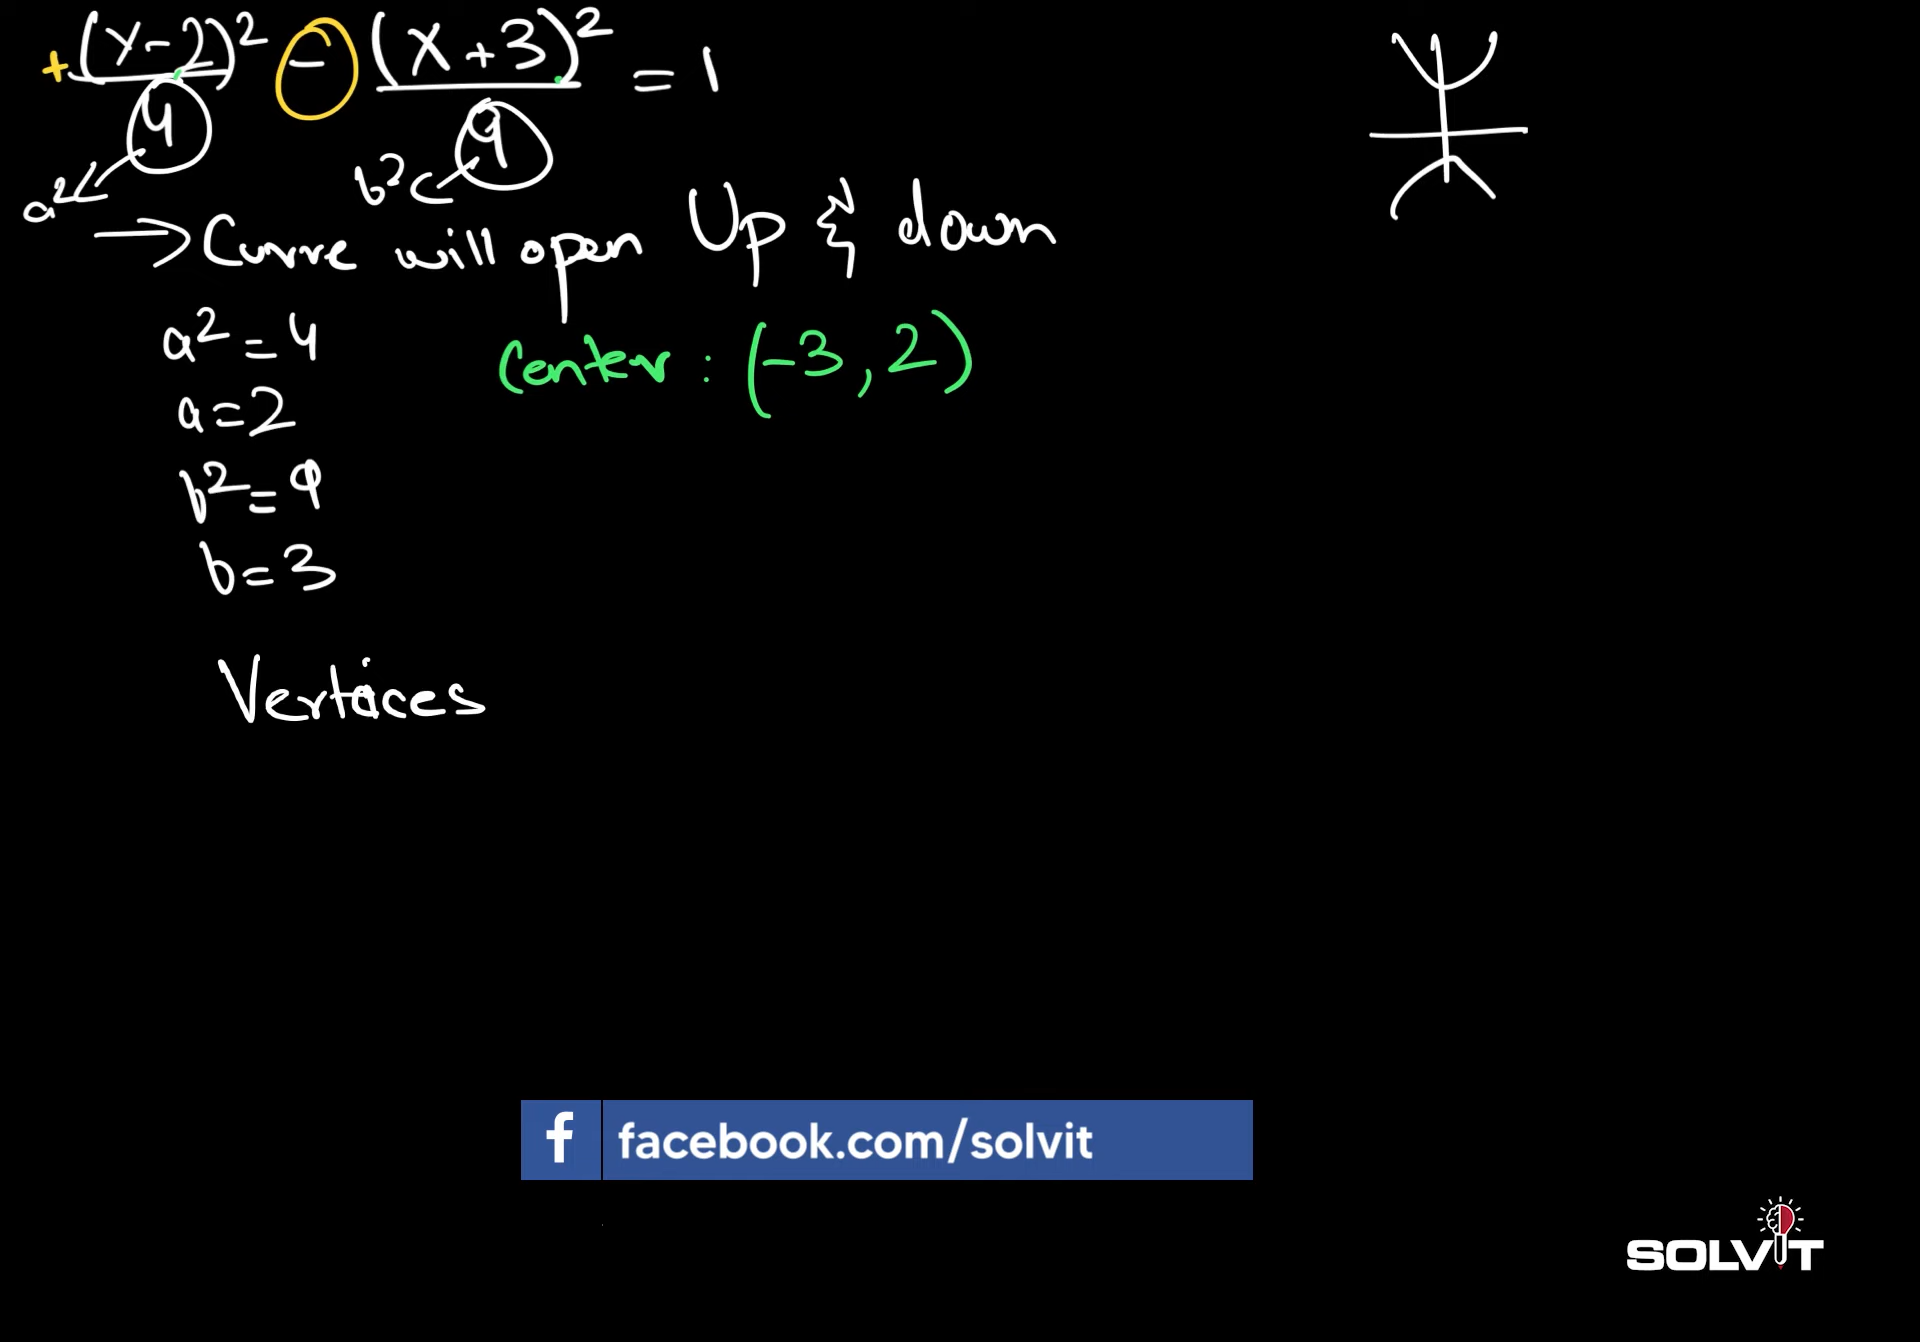 +(y-2)²/4 - (x+3)²/9 = 1
a² b²
→ Curve will open Up & down
a² = 4
Center : (-3, 2)
a = 2
b² = 9
b = 3
Vertices
f facebook.com/solvit
SOLVIT